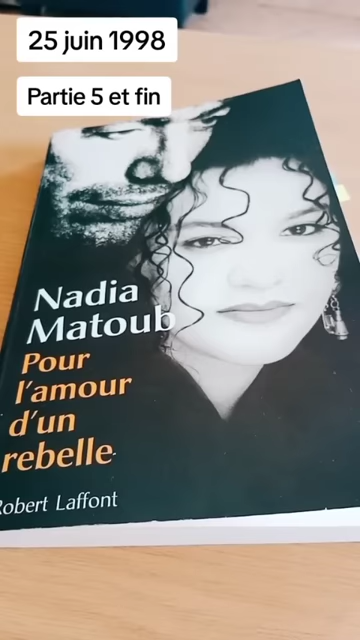 25 juin 1998
Partie 5 et fin
Nadia
Matoub
Pour
l'amour
d'un
rebelle
Robert Laffont